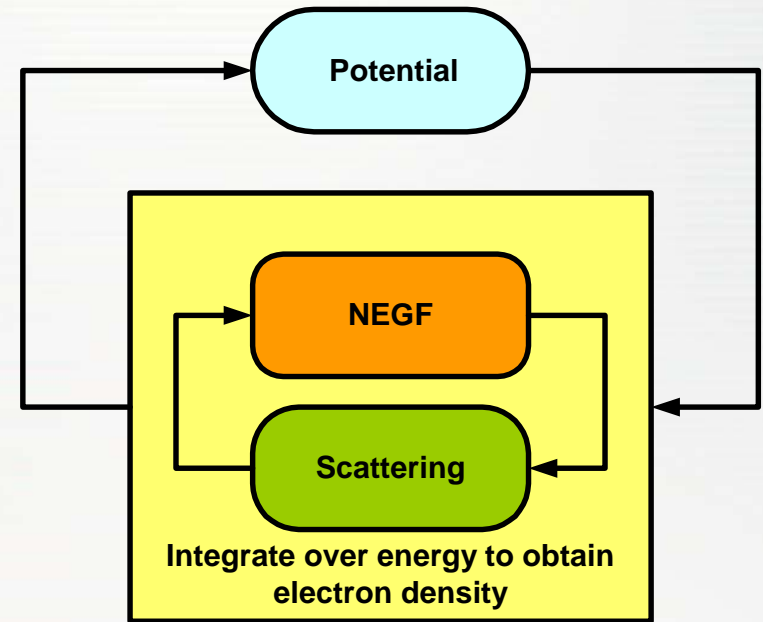 Potential
NEGF
Scattering
Integrate over energy to obtain
electron density